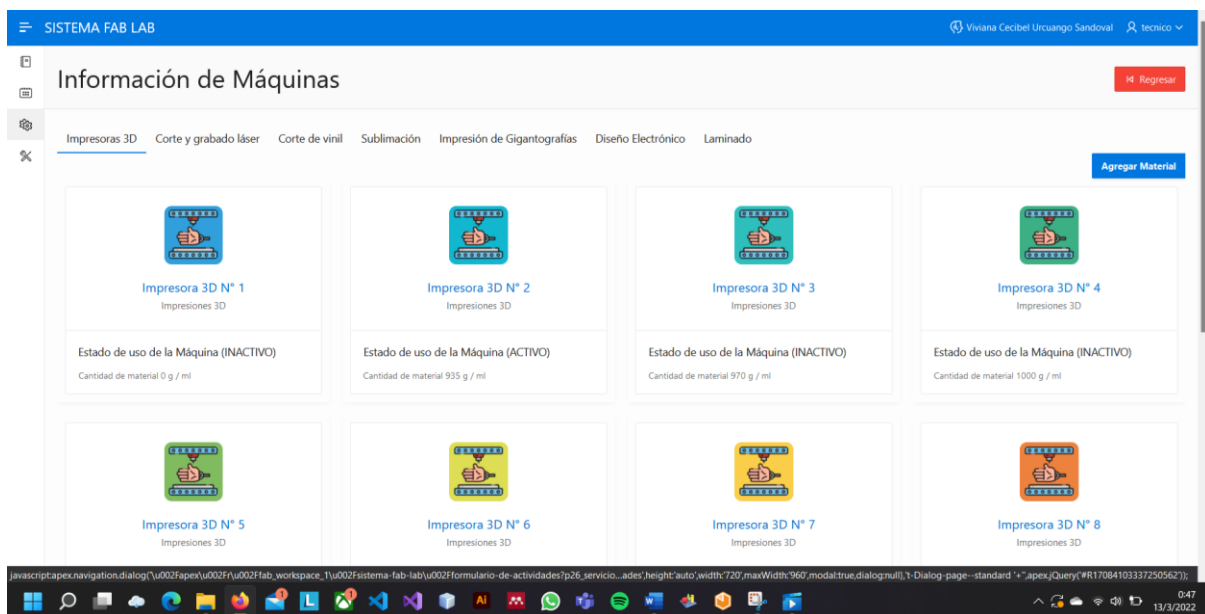 SISTEMA FAB LAB
Viviana Cecibel Urcuango Sandoval tecnico
Información de Máquinas
Regresar
Impresoras 3D Corte y grabado láser Corte de vinil Sublimación Impresión de Gigantografías Diseño Electrónico Laminado
Agregar Material
Impresora 3D N° 1 Impresora 3D N° 2 Impresora 3D N° 3 Impresora 3D N° 4
Impresiones 3D Impresiones 3D Impresiones 3D Impresiones 3D
Estado de uso de la Máquina (INACTIVO) Estado de uso de la Máquina (ACTIVO) Estado de uso de la Máquina (INACTIVO) Estado de uso de la Máquina (INACTIVO)
Cantidad de material 0 g / ml Cantidad de material 935 g / ml Cantidad de material 970 g / ml Cantidad de material 1000 g / ml
Impresora 3D N° 5 Impresora 3D N° 6 Impresora 3D N° 7 Impresora 3D N° 8
Impresiones 3D Impresiones 3D Impresiones 3D Impresiones 3D
javascript:apex.navigation.dialog('\u002Fapex\u002Fr\u002Ffab_workspace_1\u002Fsistema-fab-lab\u002Fformulario-de-actividades?p26_servicio...ades',height:'auto',width:'720',maxWidth:'960',modal:true,dialog:null},'t-Dialog-page--standard '+'',apex.jQuery('#R17084103337250562'));
0:47
13/3/2022